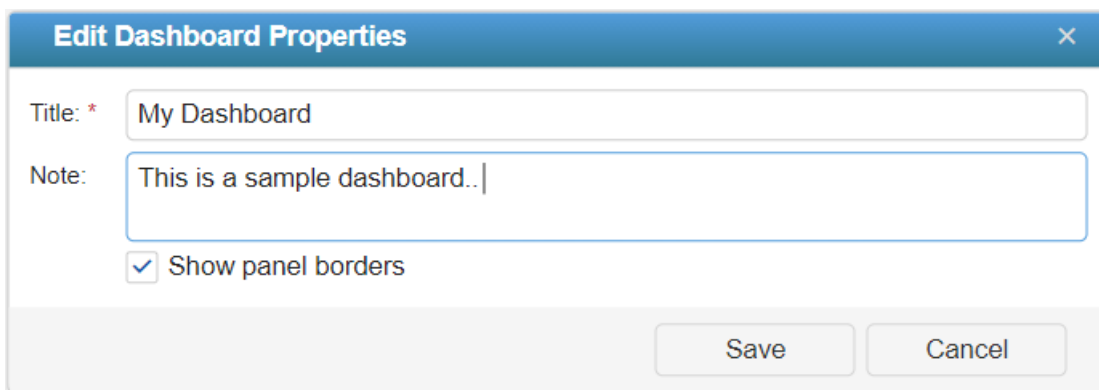 Edit Dashboard Properties
Title: * My Dashboard
Note: This is a sample dashboard..
Show panel borders
Save Cancel